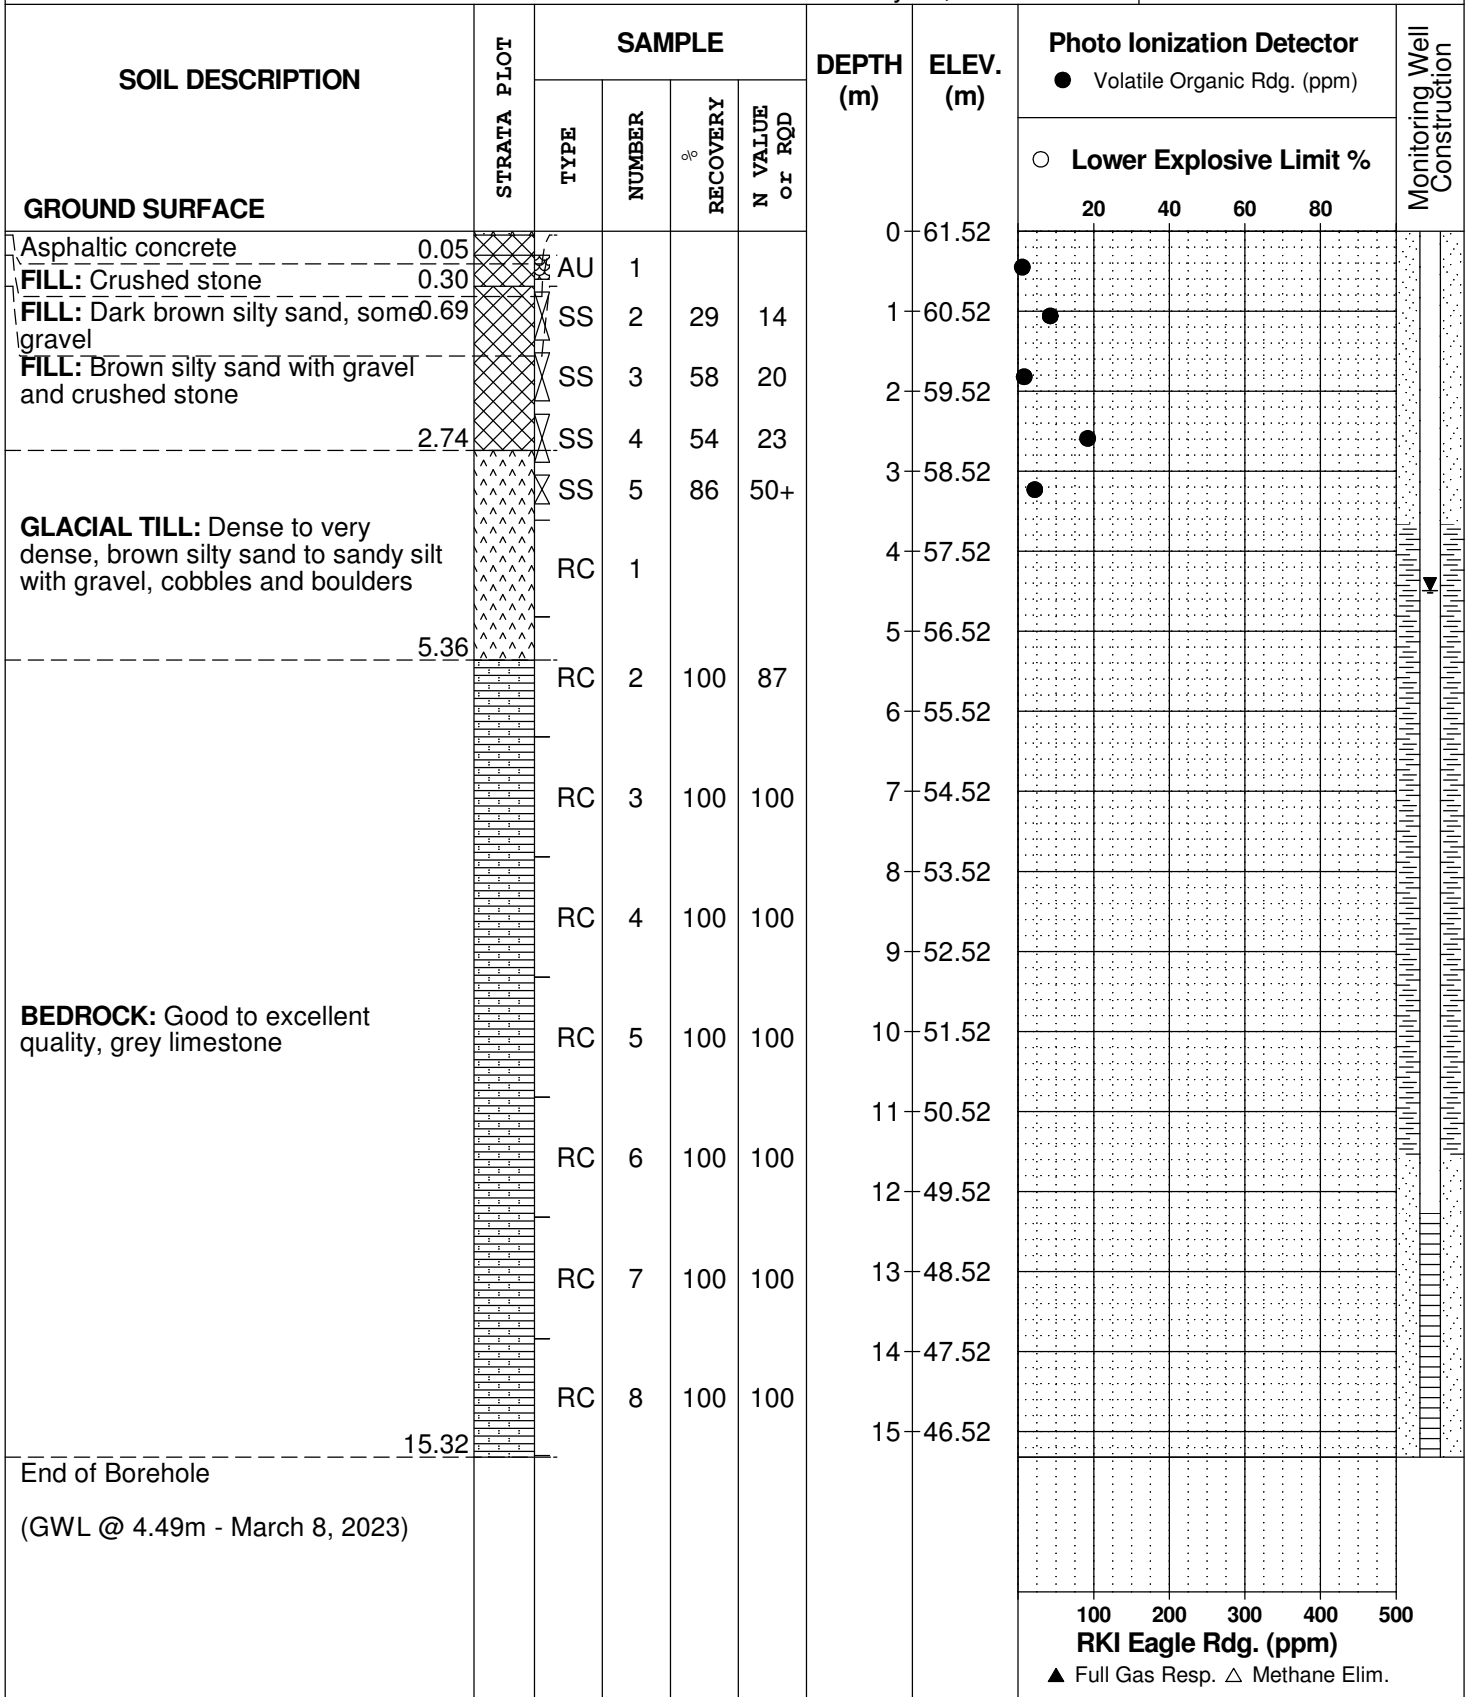 SOIL DESCRIPTION
GROUND SURFACE
STRATA PLOT
SAMPLE
TYPE
NUMBER
%
RECOVERY
N VALUE
or RQD
DEPTH
(m)
ELEV.
(m)
Photo Ionization Detector
● Volatile Organic Rdg. (ppm)
○ Lower Explosive Limit %
20 40 60 80
Monitoring Well
Construction
0 61.52
Asphaltic concrete 0.05
AU 1
FILL: Crushed stone 0.30
FILL: Dark brown silty sand, some 0.69
gravel
SS 2 29 14
1 60.52
FILL: Brown silty sand with gravel
and crushed stone
SS 3 58 20
2 59.52
2.74
SS 4 54 23
3 58.52
SS 5 86 50+
GLACIAL TILL: Dense to very
dense, brown silty sand to sandy silt
with gravel, cobbles and boulders
4 57.52
RC 1
5 56.52
5.36
RC 2 100 87
6 55.52
7 54.52
RC 3 100 100
8 53.52
RC 4 100 100
9 52.52
BEDROCK: Good to excellent
quality, grey limestone
10 51.52
RC 5 100 100
11 50.52
RC 6 100 100
12 49.52
13 48.52
RC 7 100 100
14 47.52
RC 8 100 100
15 46.52
15.32
End of Borehole
(GWL @ 4.49m - March 8, 2023)
100 200 300 400 500
RKI Eagle Rdg. (ppm)
▲ Full Gas Resp. △ Methane Elim.